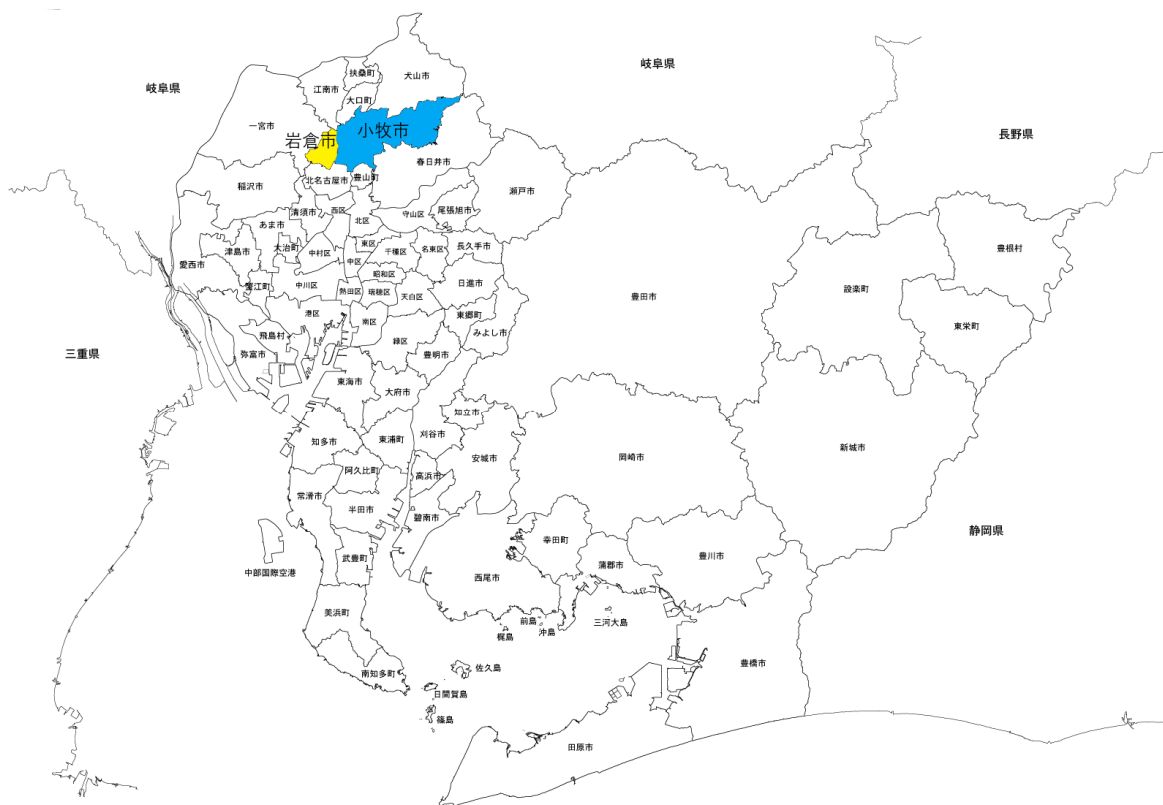 岐阜県
岐阜県
長野県
三重県
静岡県
扶桑町
犬山市
江南市
大口町
一宮市
岩倉市
小牧市
春日井市
稲沢市
北名古屋市
豊山町
瀬戸市
清須市
西区
北区
守山区
尾張旭市
あま市
津島市
大治町
中村区
東区
中区
千種区
名東区
長久手市
愛西市
昭和区
豊根村
蟹江町
中川区
熱田区
瑞穂区
天白区
日進市
豊田市
設楽町
港区
南区
東郷町
みよし市
東栄町
飛島村
弥富市
緑区
豊明市
東海市
大府市
知立市
知多市
東浦町
刈谷市
安城市
岡崎市
新城市
阿久比町
高浜市
常滑市
半田市
碧南市
幸田町
豊川市
武豊町
中部国際空港
西尾市
蒲郡市
美浜町
前島
沖島
三河大島
梶島
南知多町
佐久島
日間賀島
篠島
豊橋市
田原市